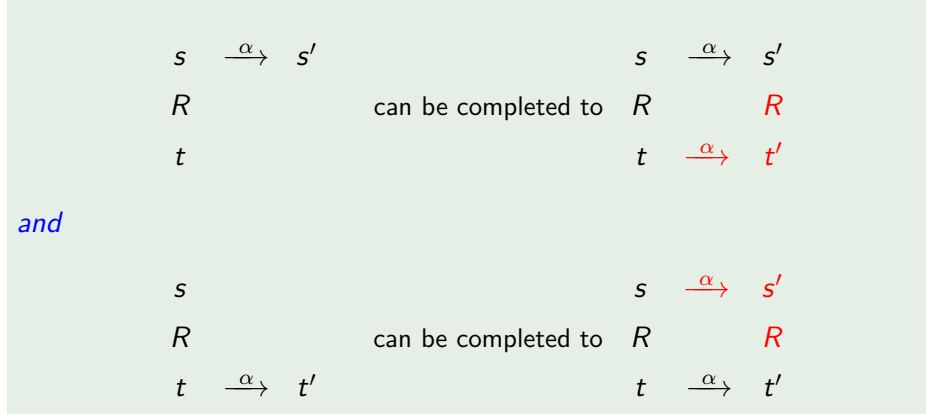 s α⟶ s′ s α⟶ s′
R can be completed to R R
t t α⟶ t′
and
s s α⟶ s′
R can be completed to R R
t α⟶ t′ t α⟶ t′